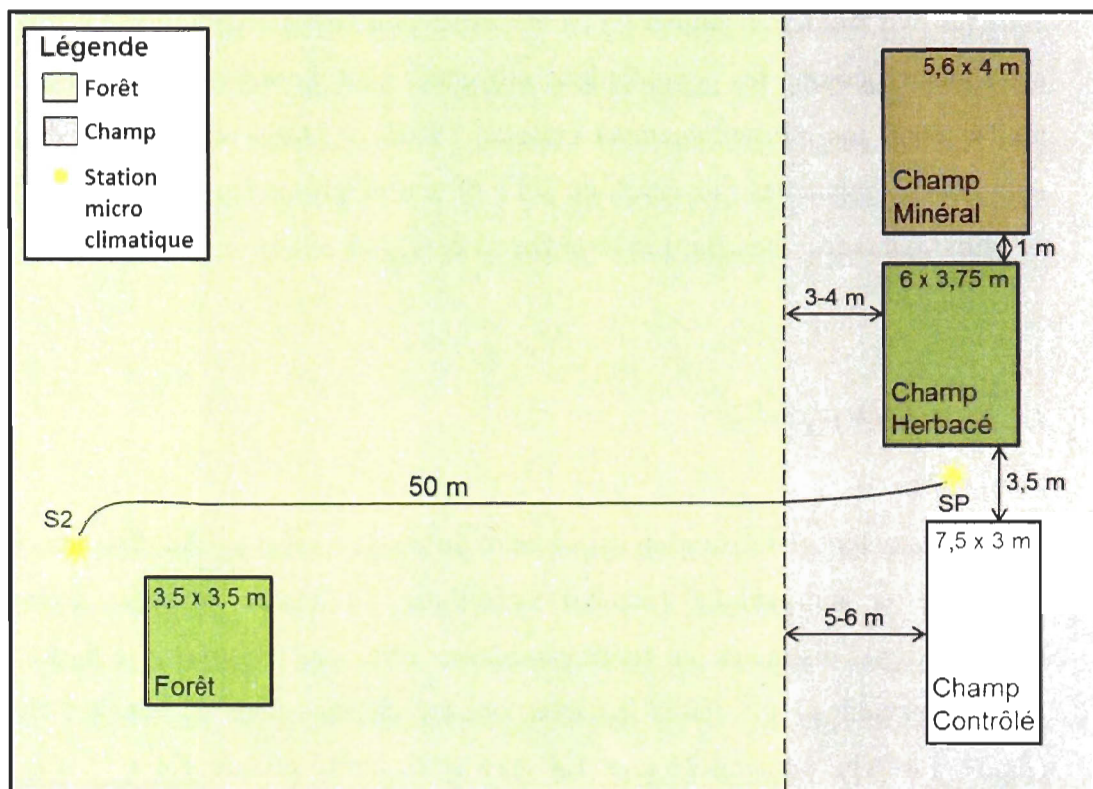 Légende
Forêt
Champ
Station
micro
climatique
5,6 x 4 m
Champ
Minéral
1 m
6 x 3,75 m
3-4 m
Champ
Herbacé
50 m
3,5 m
S2
SP
7,5 x 3 m
3,5 x 3,5 m
5-6 m
Forêt
Champ
Contrôlé